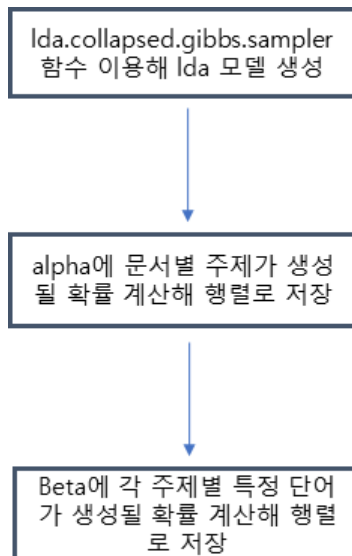 lda.collapsed.gibbs.sampler
함수 이용해 lda 모델 생성
alpha에 문서별 주제가 생성
될 확률 계산해 행렬로 저장
Beta에 각 주제별 특정 단어
가 생성될 확률 계산해 행렬
로 저장